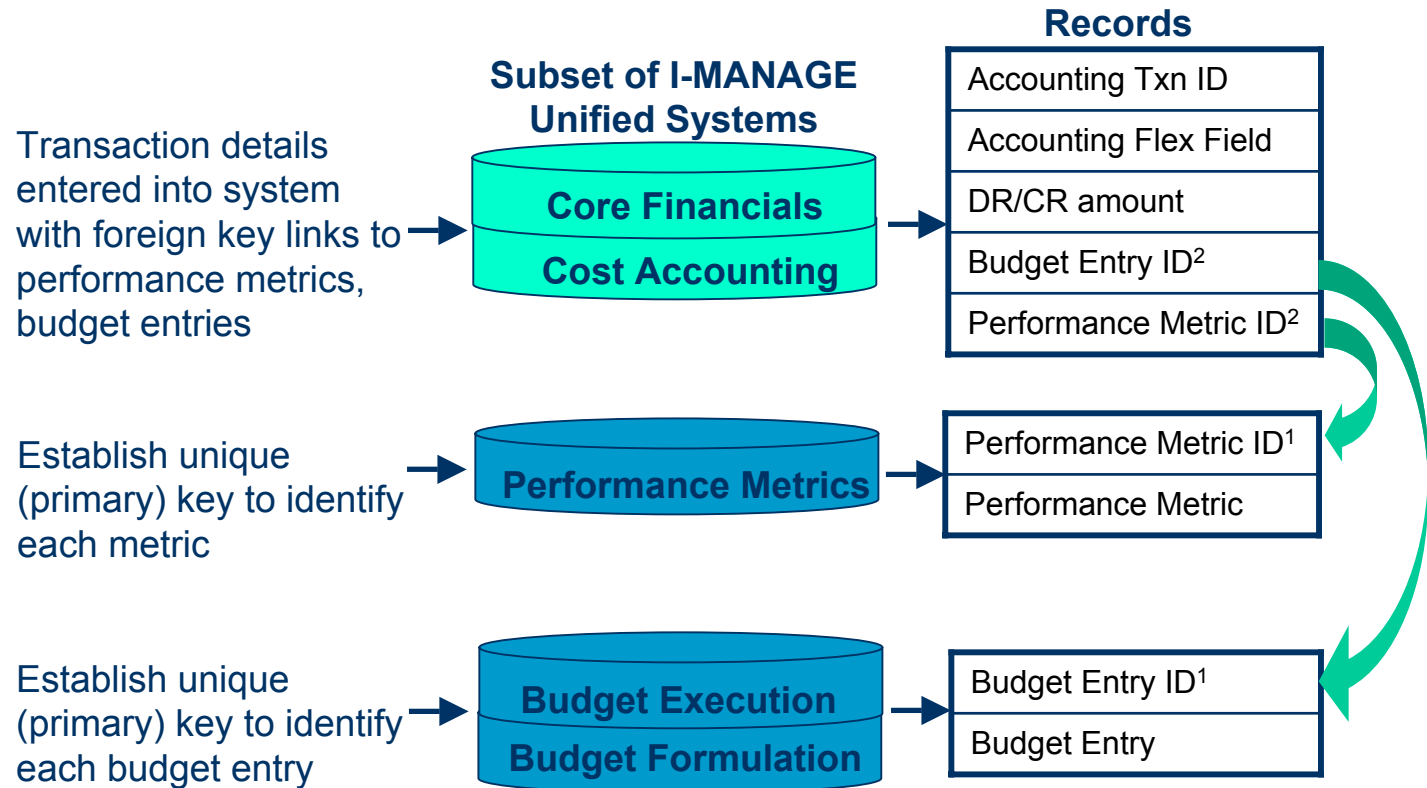 Records
Subset of I-MANAGE
Unified Systems
Transaction details
entered into system
with foreign key links to
performance metrics,
budget entries
Core Financials
Cost Accounting
Accounting Txn ID
Accounting Flex Field
DR/CR amount
Budget Entry ID²
Performance Metric ID²
Establish unique
(primary) key to identify
each metric
Performance Metrics
Performance Metric ID¹
Performance Metric
Establish unique
(primary) key to identify
each budget entry
Budget Execution
Budget Formulation
Budget Entry ID¹
Budget Entry